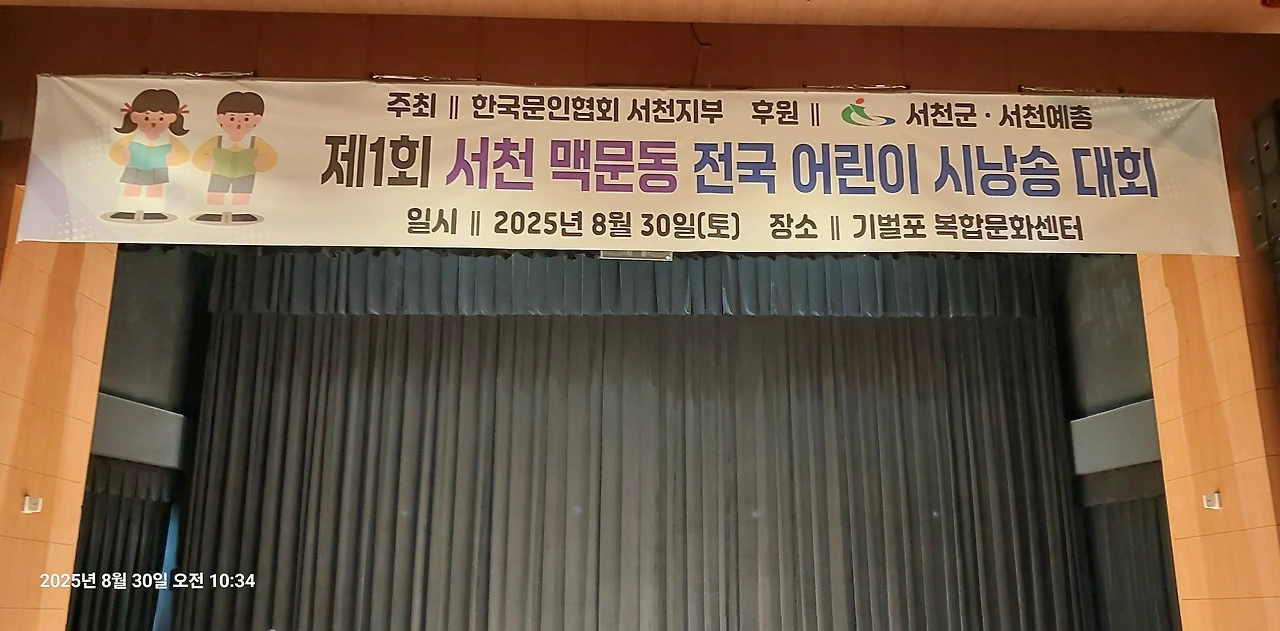 주최 || 한국문인협회 서천지부 후원 || 서천군 · 서천예총
제1회 서천 맥문동 전국 어린이 시낭송 대회
일시 || 2025년 8월 30일(토) 장소 || 기벌포 복합문화센터
2025년 8월 30일 오전 10:34